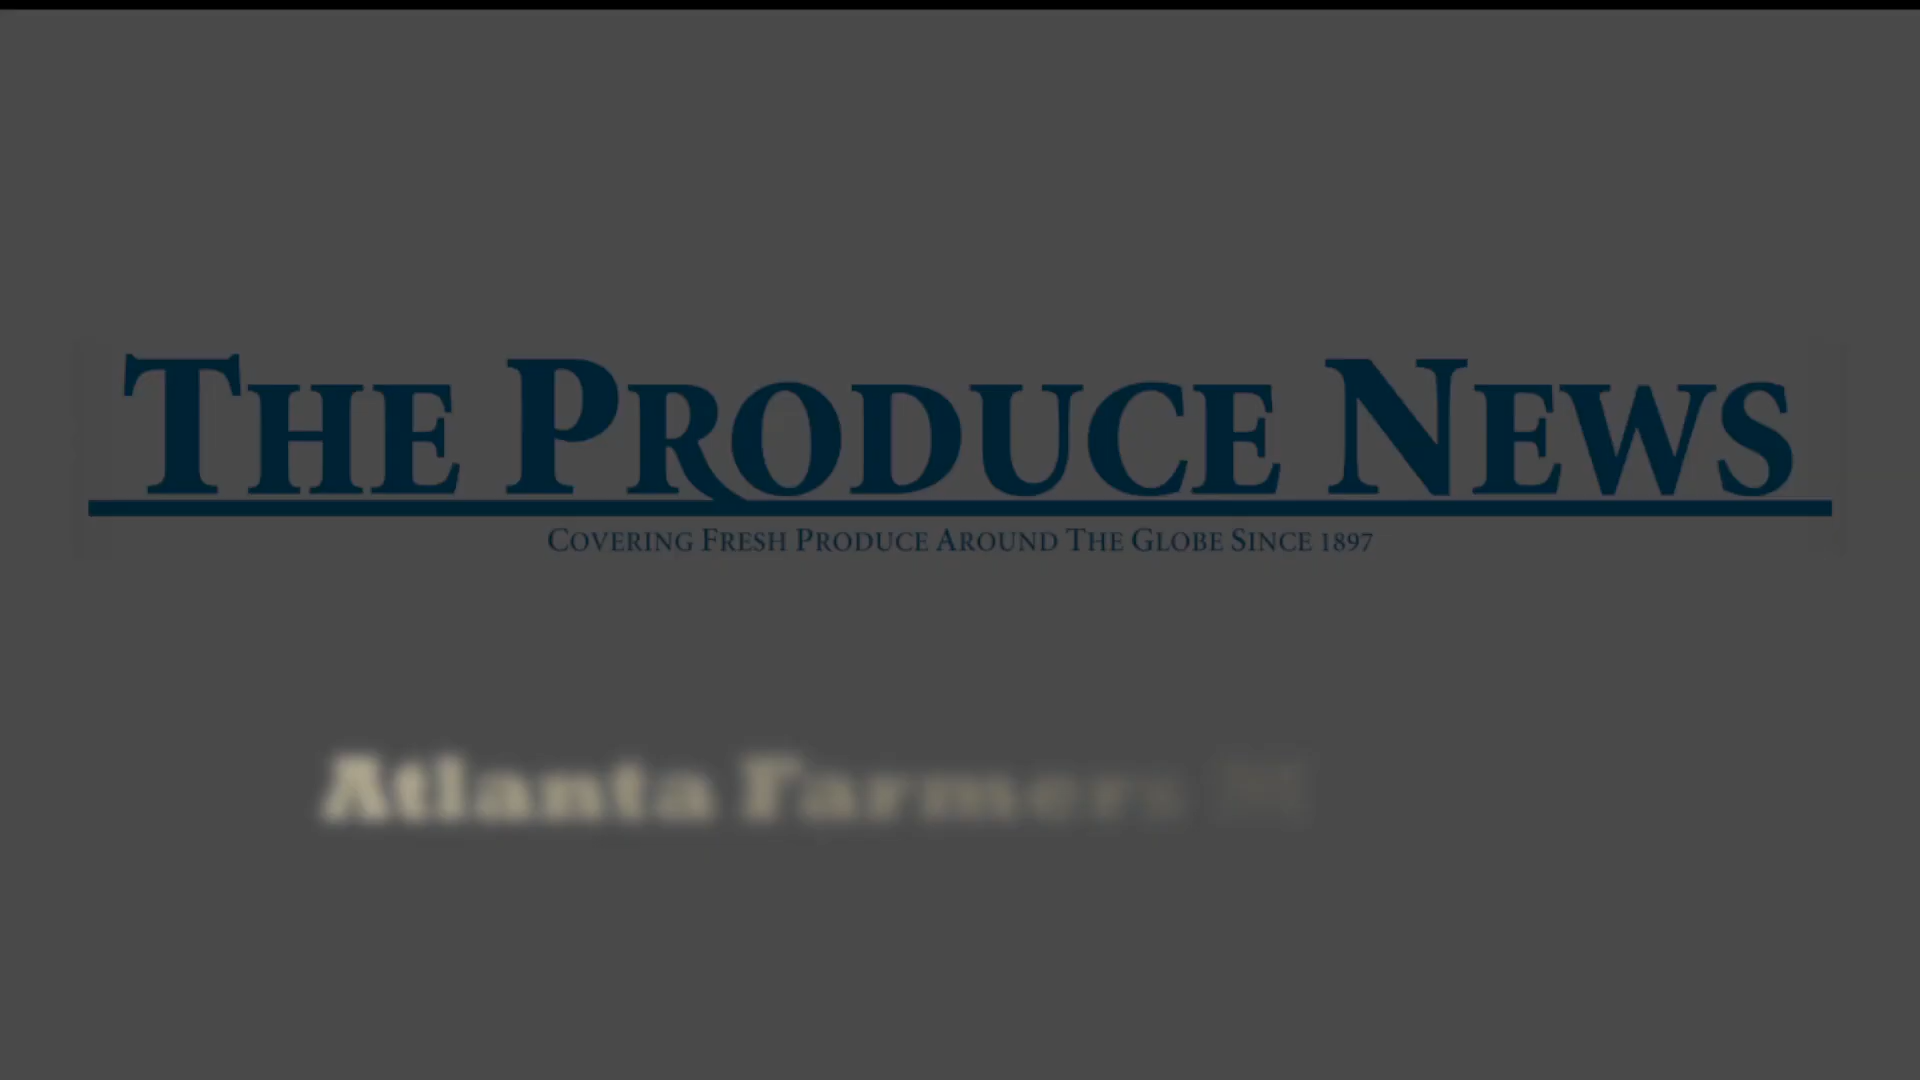 THE PRODUCE NEWS
COVERING FRESH PRODUCE AROUND THE GLOBE SINCE 1897
Atlanta Farmers M